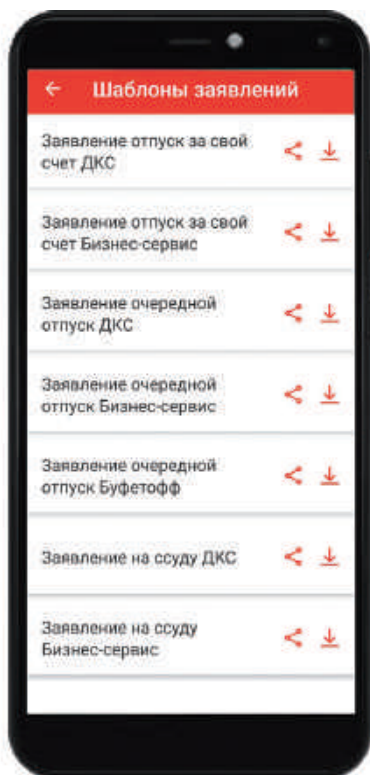 Шаблоны заявлений
Заявление отпуск за свой
счет ДКС
Заявление отпуск за свой
счет Бизнес-сервис
Заявление очередной
отпуск ДКС
Заявление очередной
отпуск Бизнес-сервис
Заявление очередной
отпуск Буфетофф
Заявление на ссуду ДКС
Заявление на ссуду
Бизнес-сервис